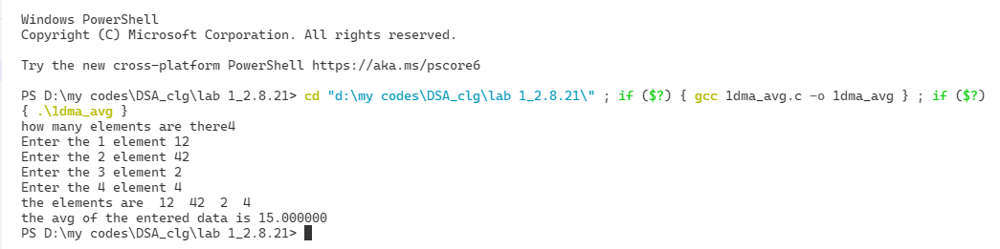 Windows PowerShell
Copyright (C) Microsoft Corporation. All rights reserved.
Try the new cross-platform PowerShell https://aka.ms/pscore6
PS D:\my codes\DSA_clg\lab 1_2.8.21> cd "d:\my codes\DSA_clg\lab 1_2.8.21\" ; if ($?) { gcc 1dma_avg.c -o 1dma_avg } ; if ($?)
{ .\1dma_avg }
how many elements are there4
Enter the 1 element 12
Enter the 2 element 42
Enter the 3 element 2
Enter the 4 element 4
the elements are  12  42  2  4
the avg of the entered data is 15.000000
PS D:\my codes\DSA_clg\lab 1_2.8.21>